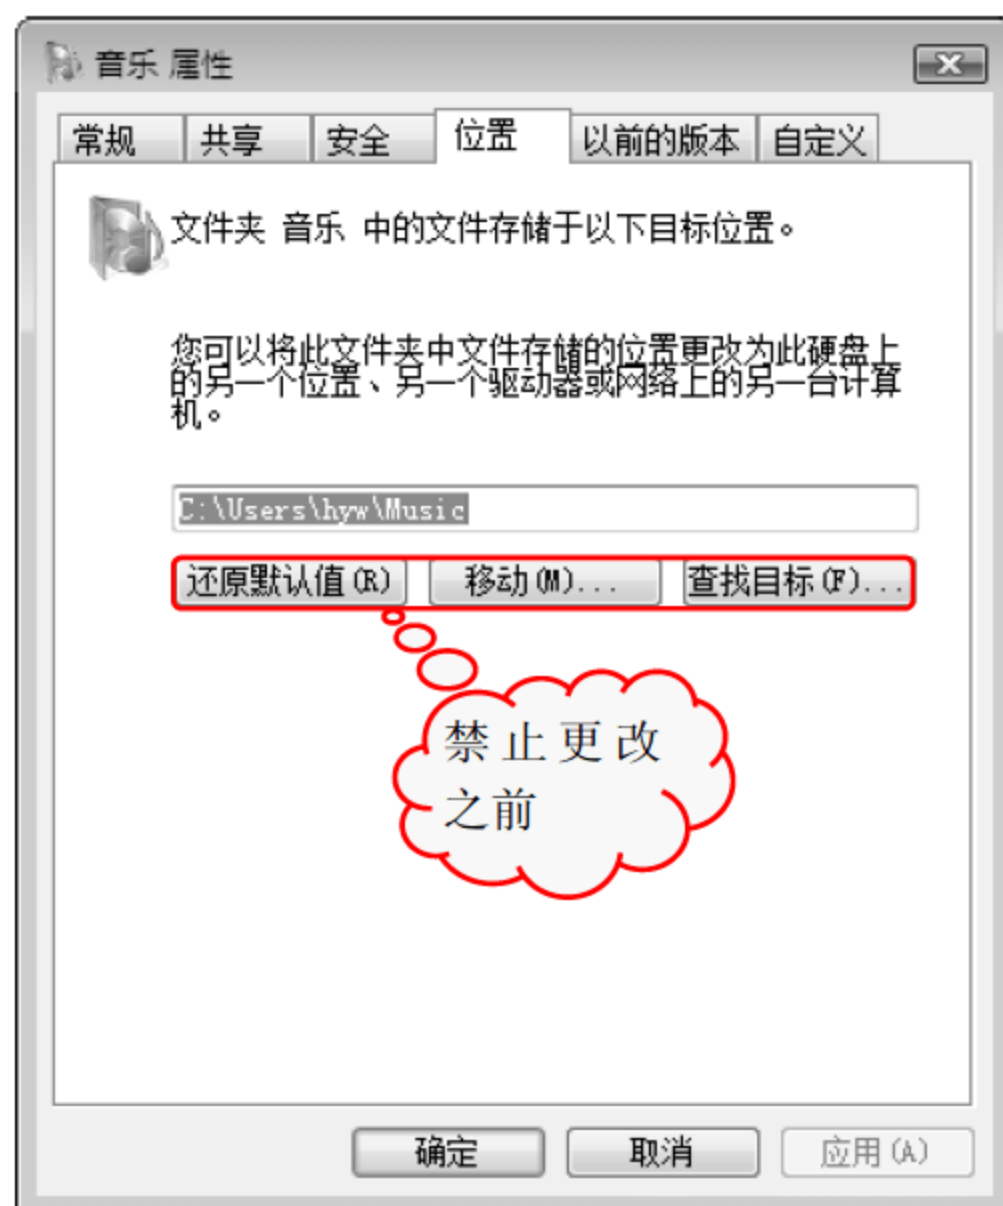 音乐 属性
常规 共享 安全 位置 以前的版本 自定义
文件夹 音乐 中的文件存储于以下目标位置。
您可以将此文件夹中文件存储的位置更改为此硬盘上
的另一个位置、另一个驱动器或网络上的另一台计算
机。
C:\Users\hyw\Music
还原默认值(R) 移动(M)... 查找目标(F)...
禁止更改
之前
确定 取消 应用(A)